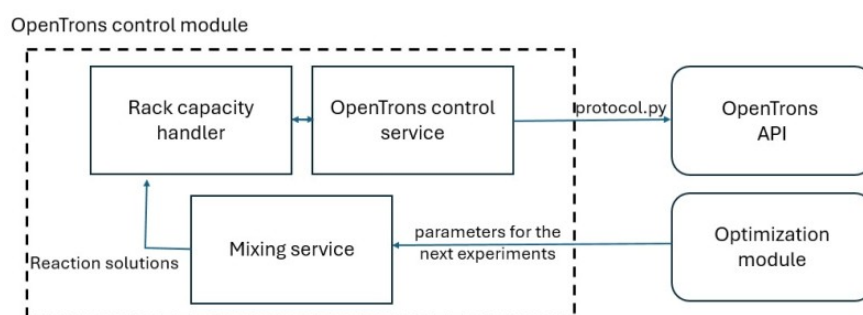 OpenTrons control module
Rack capacity
handler
OpenTrons control
service
protocol.py
OpenTrons
API
Mixing service
Reaction solutions
parameters for the
next experiments
Optimization
module